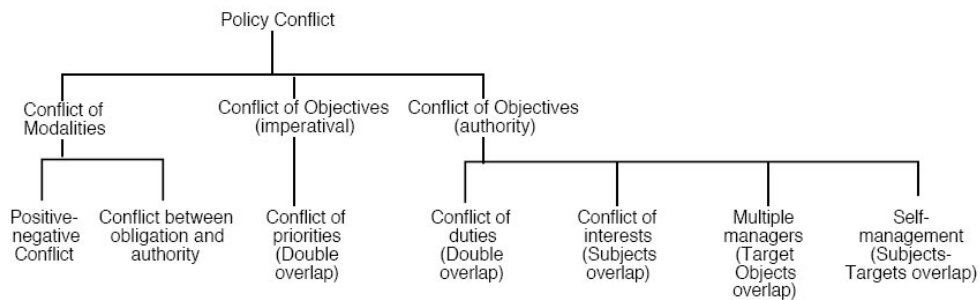 Policy Conflict
Conflict of
Modalities
Conflict of Objectives
(imperatival)
Conflict of Objectives
(authority)
Positive-
negative
Conflict
Conflict between
obligation and
authority
Conflict of
priorities
(Double
overlap)
Conflict of
duties
(Double
overlap)
Conflict of
interests
(Subjects
overlap)
Multiple
managers
(Target
Objects
overlap)
Self-
management
(Subjects-
Targets overlap)